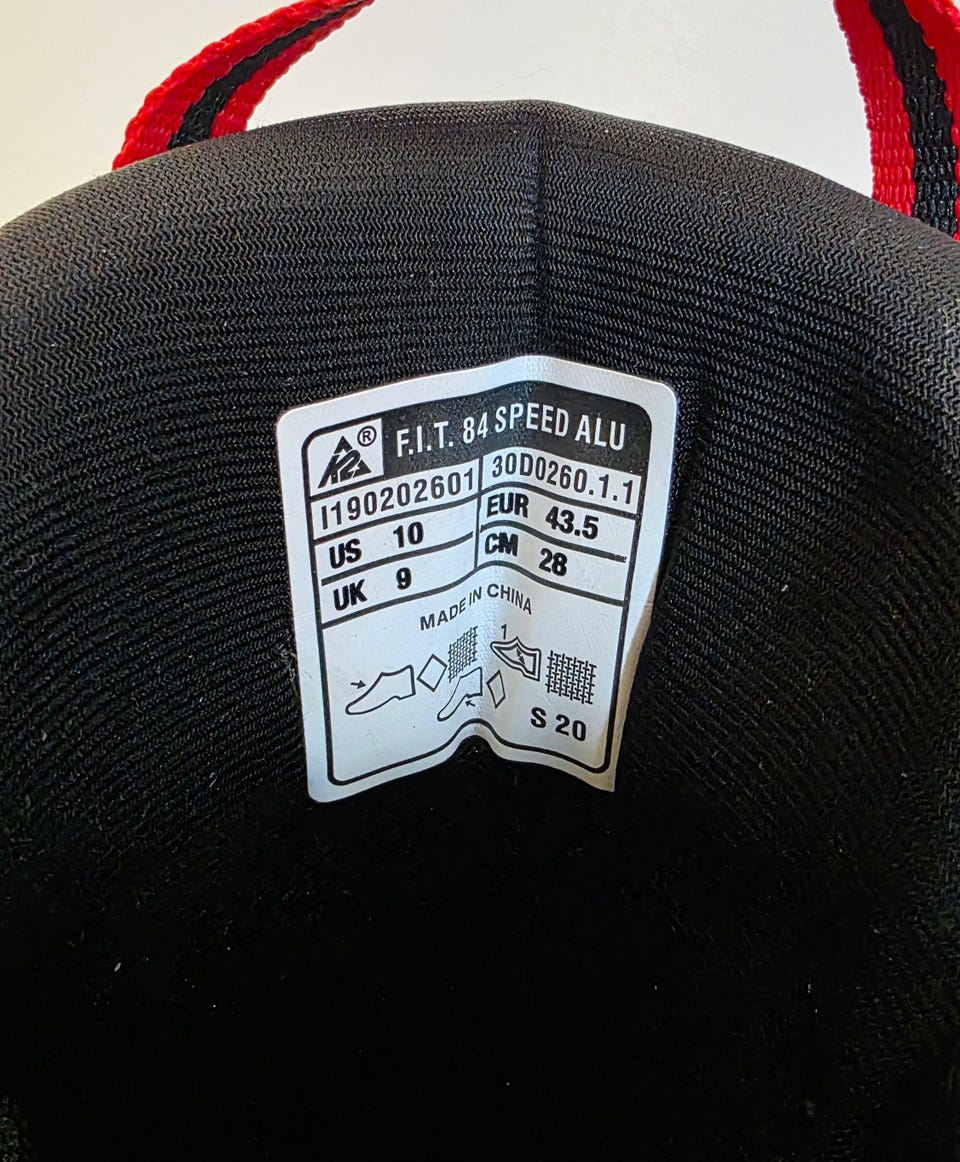 K2® F.I.T. 84 SPEED ALU
I190202601 30D0260.1.1
US 10 EUR 43.5
UK 9 CM 28
MADE IN CHINA
1
S 20